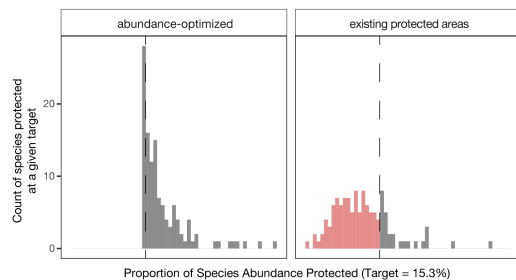 abundance-optimized
existing protected areas
Count of species protected
at a given target
20
10
0
Proportion of Species Abundance Protected (Target = 15.3%)